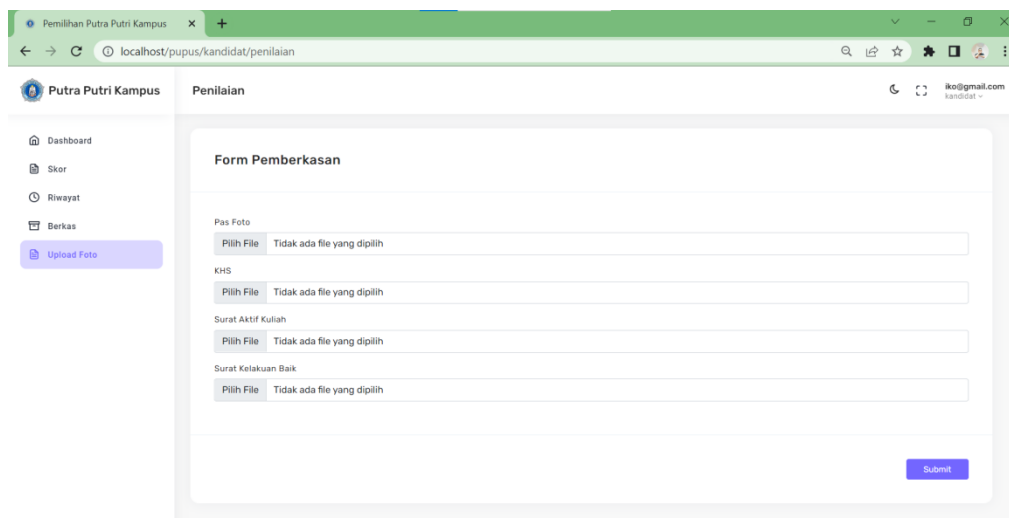 Pemilihan Putra Putri Kampus
localhost/pupus/kandidat/penilaian
Putra Putri Kampus
Penilaian
iko@gmail.com
kandidat
Dashboard
Skor
Riwayat
Berkas
Upload Foto
Form Pemberkasan
Pas Foto
Pilih File Tidak ada file yang dipilih
KHS
Pilih File Tidak ada file yang dipilih
Surat Aktif Kuliah
Pilih File Tidak ada file yang dipilih
Surat Kelakuan Baik
Pilih File Tidak ada file yang dipilih
Submit